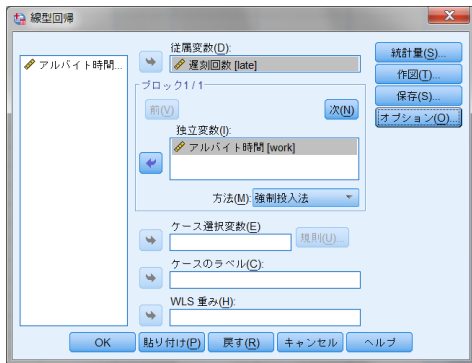 線型回帰
アルバイト時間...
従属変数(D):
遅刻回数 [late]
ブロック1 / 1
前(V)
次(N)
独立変数(I):
アルバイト時間 [work]
方法(M): 強制投入法
ケース選択変数(E)
規則(U)...
ケースのラベル(C):
WLS 重み(H):
統計量(S)...
作図(T)...
保存(S)...
オプション(O)...
OK 貼り付け(P) 戻す(R) キャンセル ヘルプ